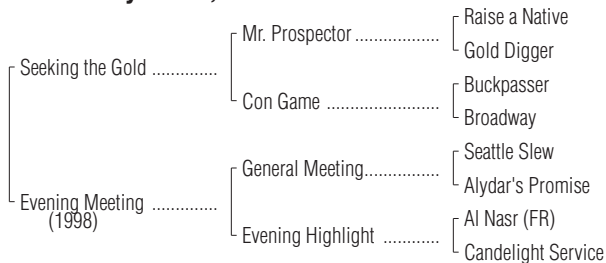 Raise a Native
Mr. Prospector ..................
Gold Digger
Seeking the Gold ..............
Buckpasser
Con Game ........................
Broadway
Seattle Slew
General Meeting................
Alydar's Promise
Evening Meeting ..............
(1998)
Al Nasr (FR)
Evening Highlight ............
Candelight Service